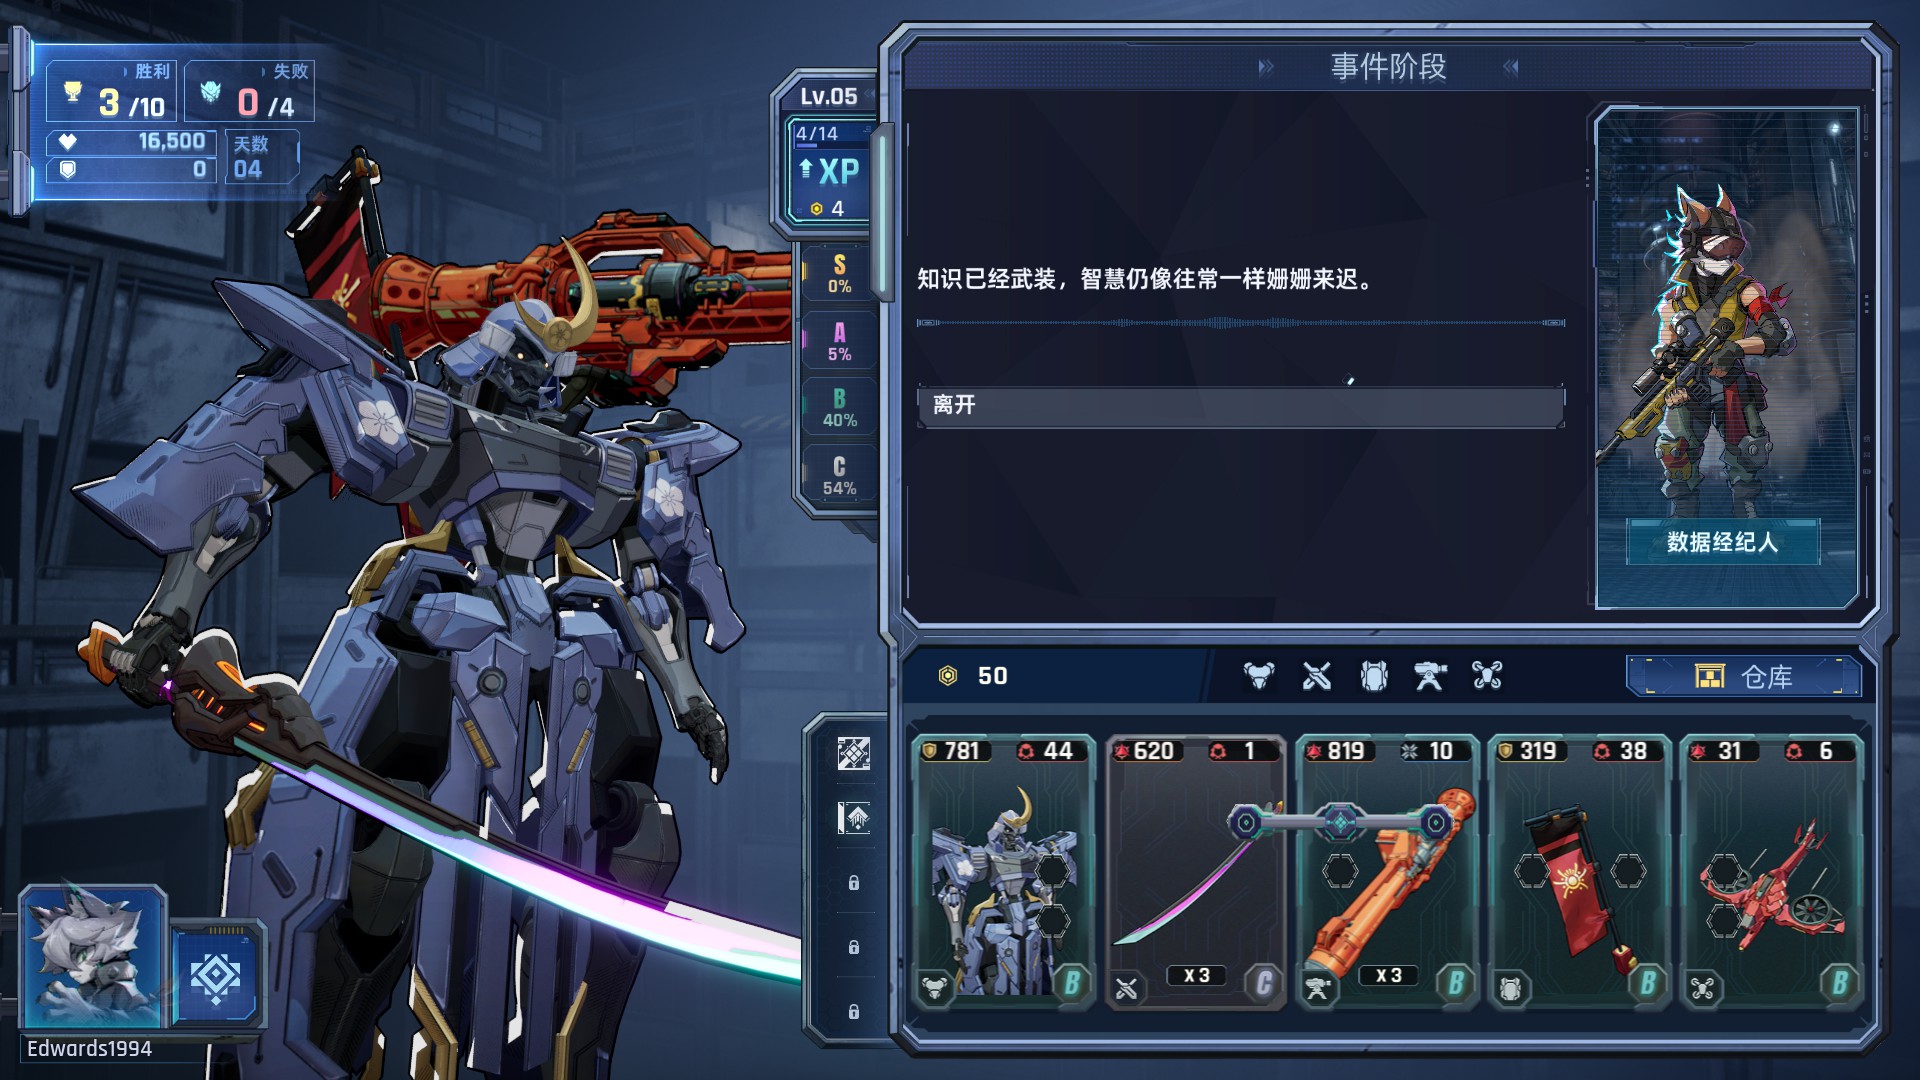 胜利
3 /10
失败
0 /4
16,500
0
天数
04
Lv.05
4/14
XP
4
S
0%
A
5%
B
40%
C
54%
事件阶段
知识已经武装，智慧仍像往常一样姗姗来迟。
离开
数据经纪人
50
仓库
781 44
B
620 1
x3
C
819 10
x3
B
319 38
B
31 6
B
Edwards1994